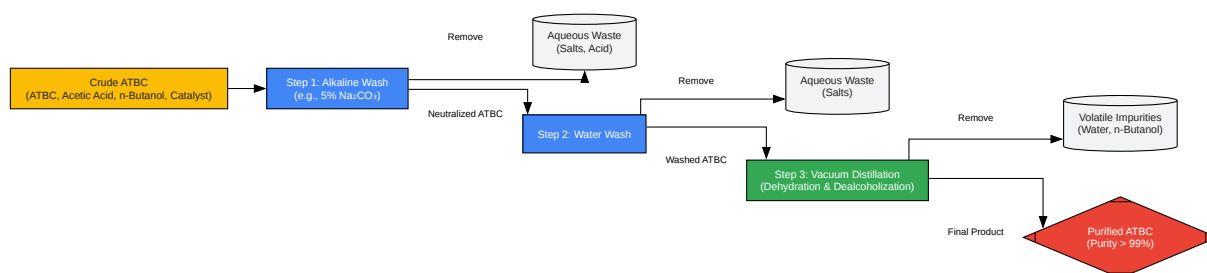 Crude ATBC
(ATBC, Acetic Acid, n-Butanol, Catalyst)
Step 1: Alkaline Wash
(e.g., 5% Na₂CO₃)
Remove
Aqueous Waste
(Salts, Acid)
Neutralized ATBC
Step 2: Water Wash
Remove
Aqueous Waste
(Salts)
Washed ATBC
Step 3: Vacuum Distillation
(Dehydration & Dealcoholization)
Remove
Volatile Impurities
(Water, n-Butanol)
Final Product
Purified ATBC
(Purity > 99%)